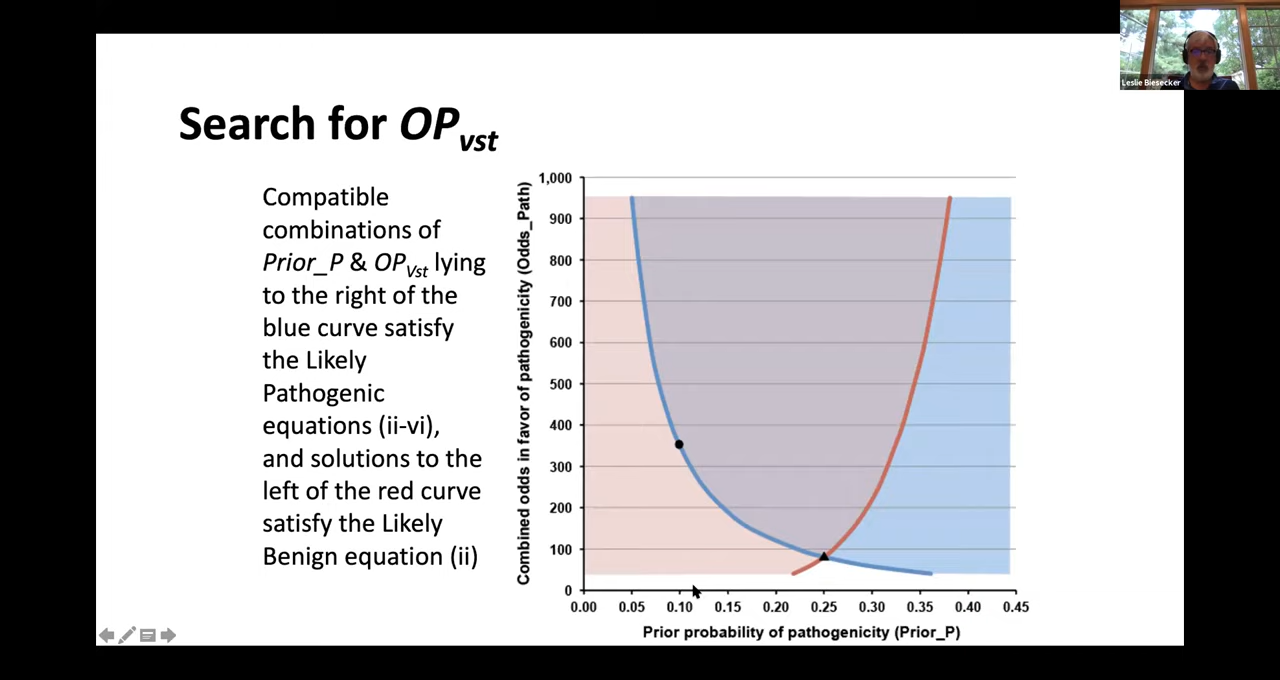 Leslie Biesecker
Search for OPvst
Compatible
combinations of
Prior_P & OPVst lying
to the right of the
blue curve satisfy
the Likely
Pathogenic
equations (ii-vi),
and solutions to the
left of the red curve
satisfy the Likely
Benign equation (ii)
Combined odds in favor of pathogenicity (Odds_Path)
1,000
900
800
700
600
500
400
300
200
100
0
0.00 0.05 0.10 0.15 0.20 0.25 0.30 0.35 0.40 0.45
Prior probability of pathogenicity (Prior_P)